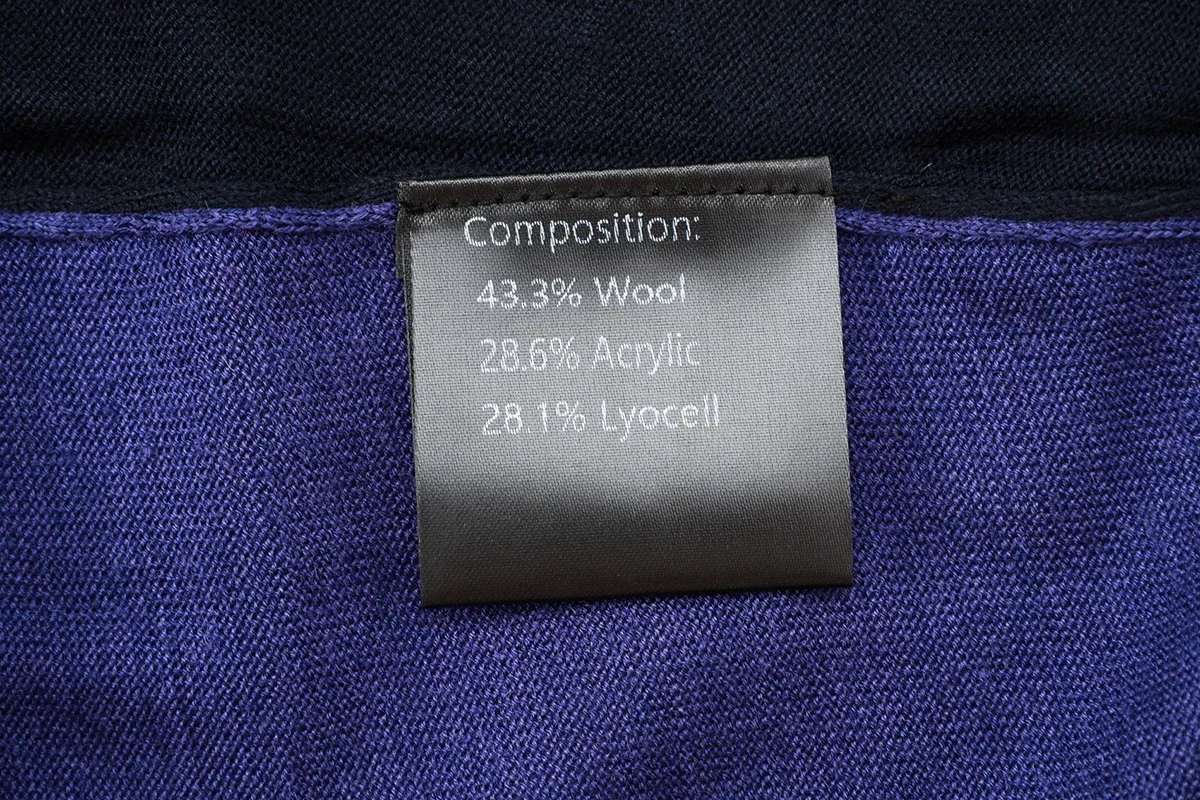 Composition:
43.3% Wool
28.6% Acrylic
28.1% Lyocell